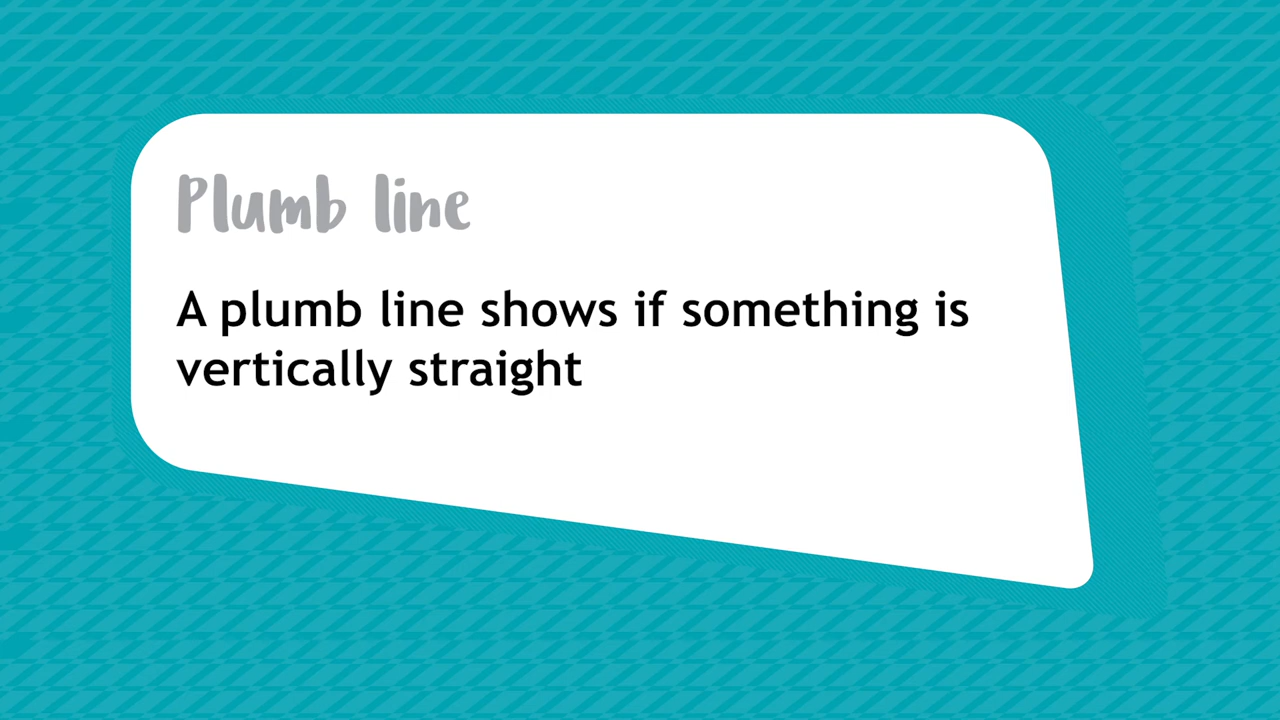 Plumb line
A plumb line shows if something is
vertically straight